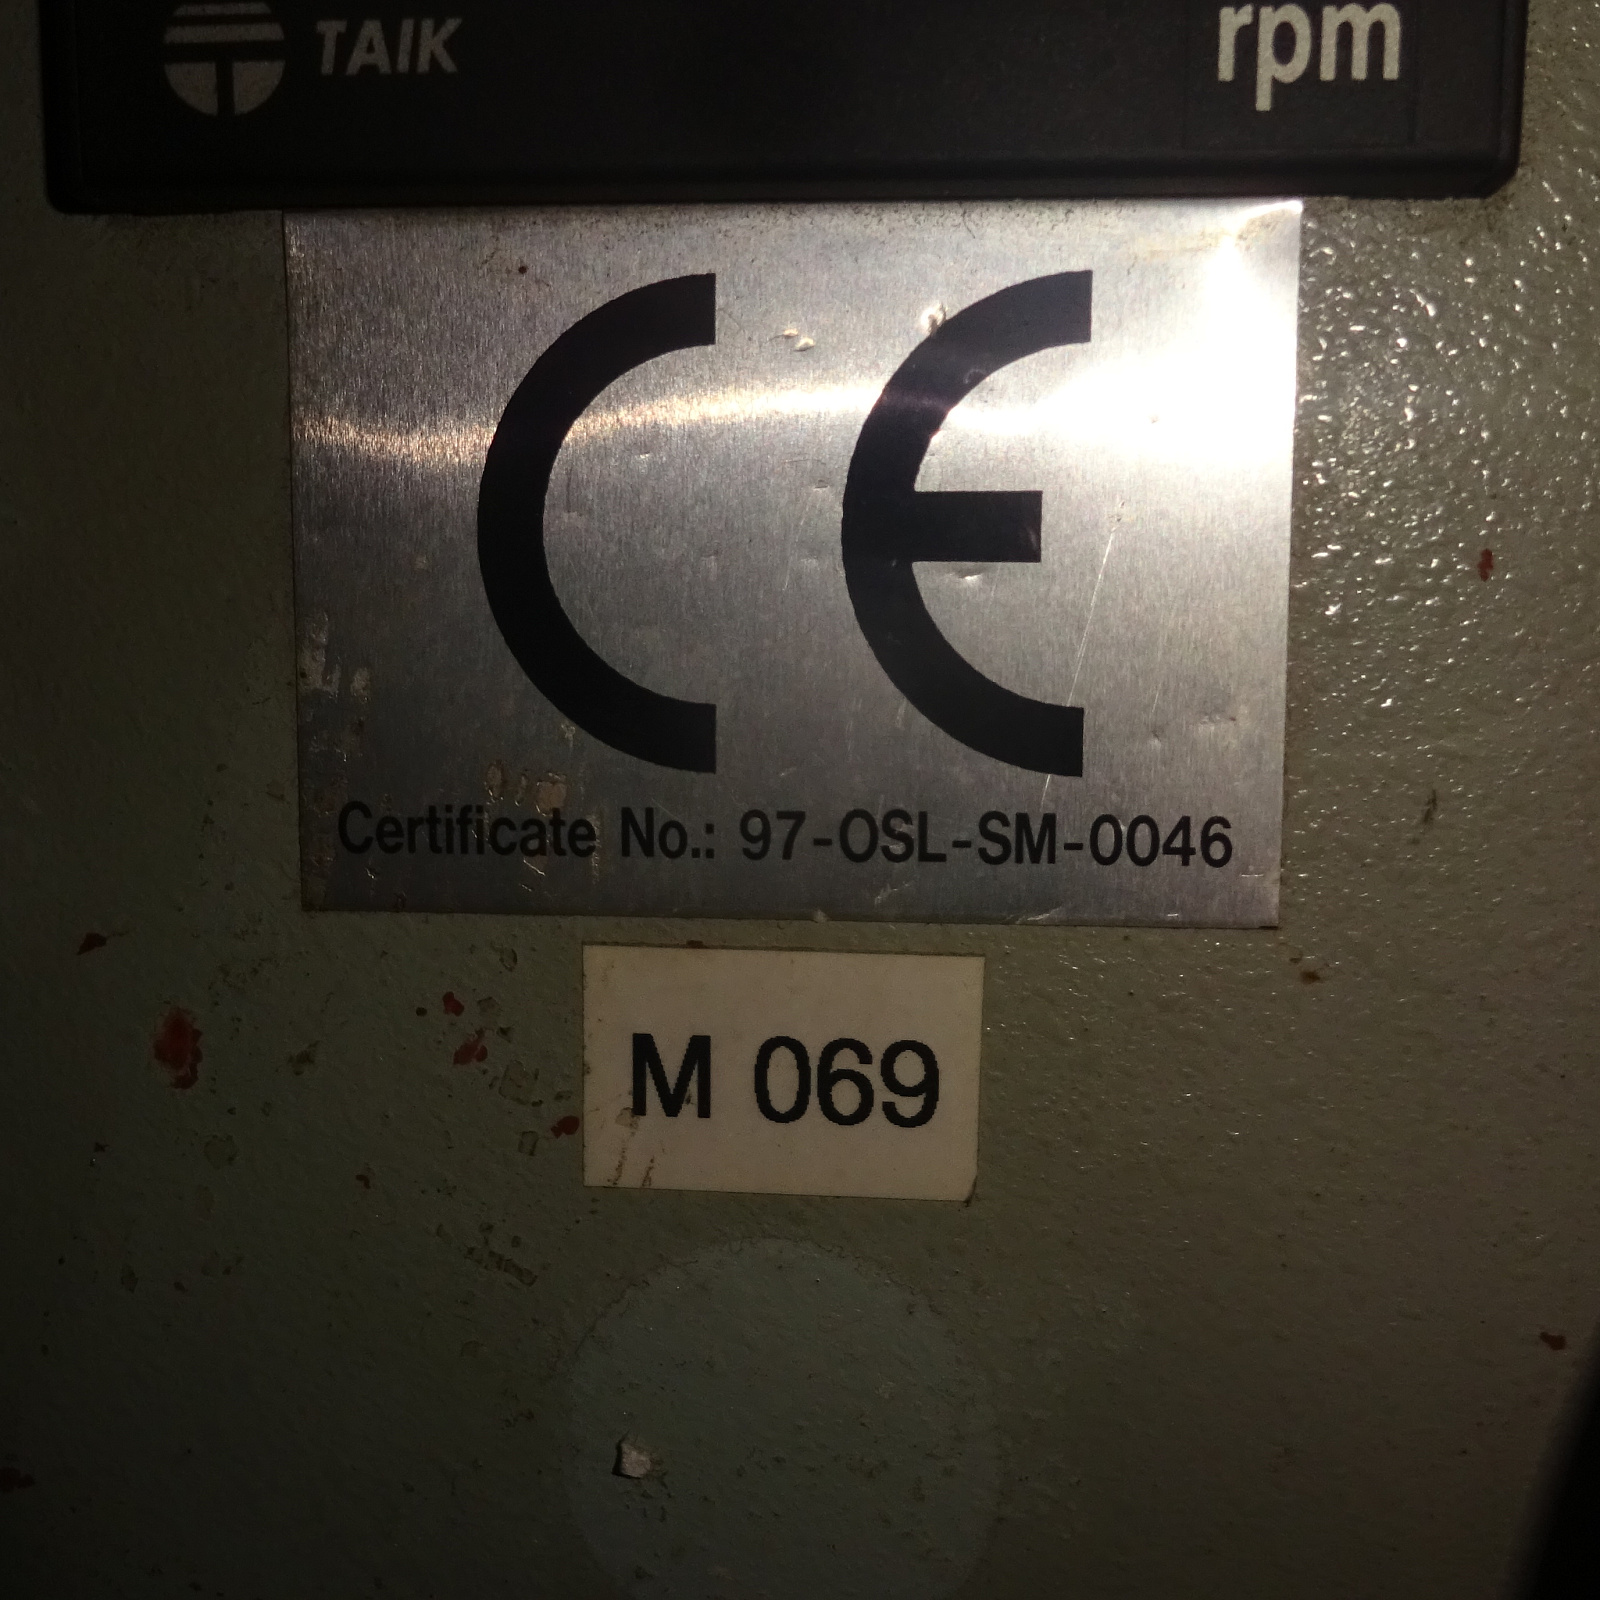 TAIK
rpm
CE
Certificate No.: 97-OSL-SM-0046
M 069